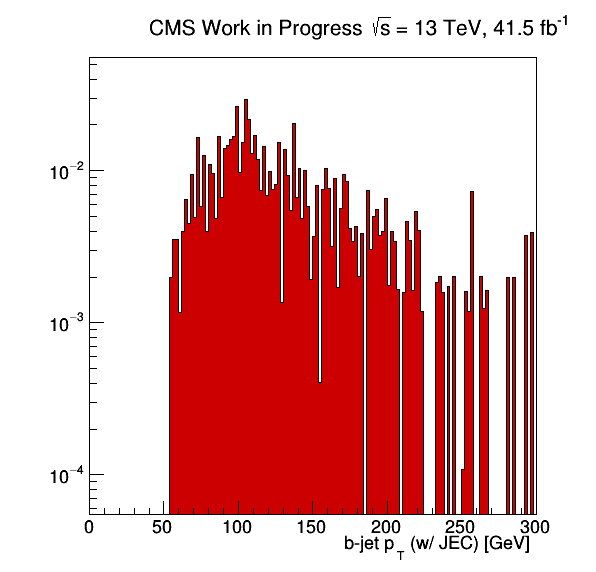 CMS Work in Progress √s = 13 TeV, 41.5 fb⁻¹
10⁻²
10⁻³
10⁻⁴
0 50 100 150 200 250 300
b-jet p_T (w/ JEC) [GeV]